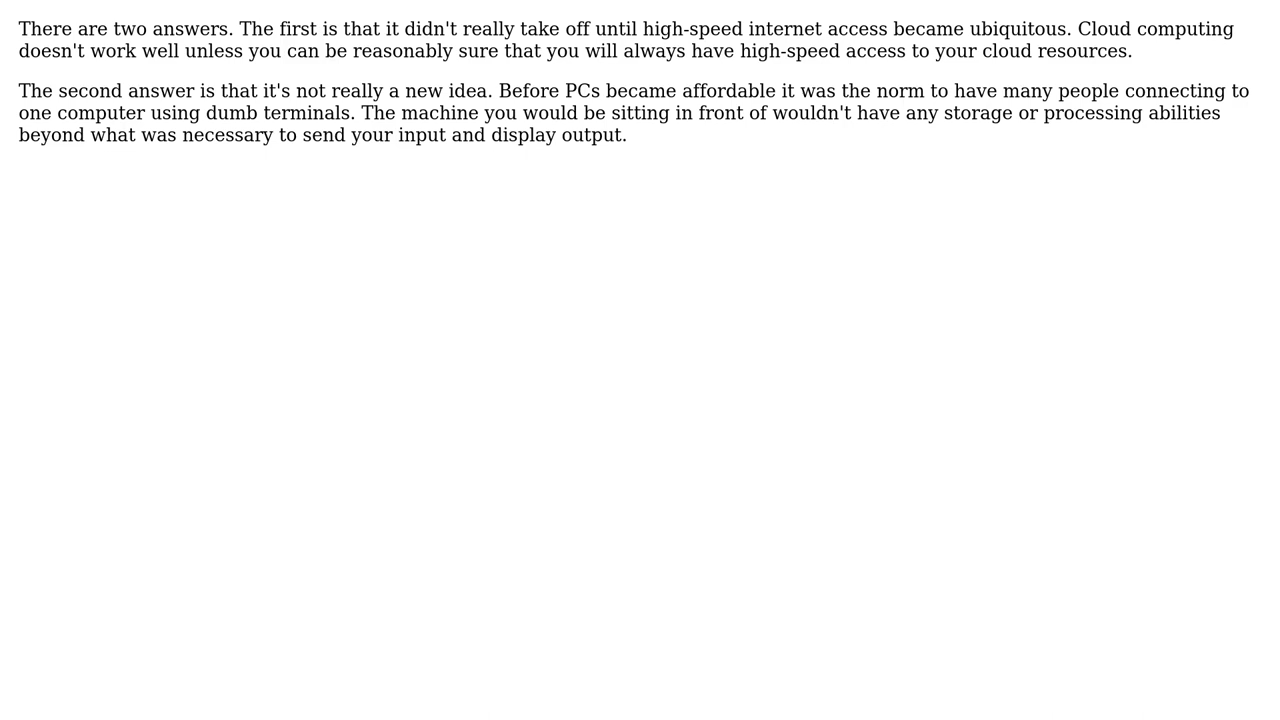 There are two answers. The first is that it didn't really take off until high-speed internet access became ubiquitous. Cloud computing
doesn't work well unless you can be reasonably sure that you will always have high-speed access to your cloud resources.
The second answer is that it's not really a new idea. Before PCs became affordable it was the norm to have many people connecting to
one computer using dumb terminals. The machine you would be sitting in front of wouldn't have any storage or processing abilities
beyond what was necessary to send your input and display output.